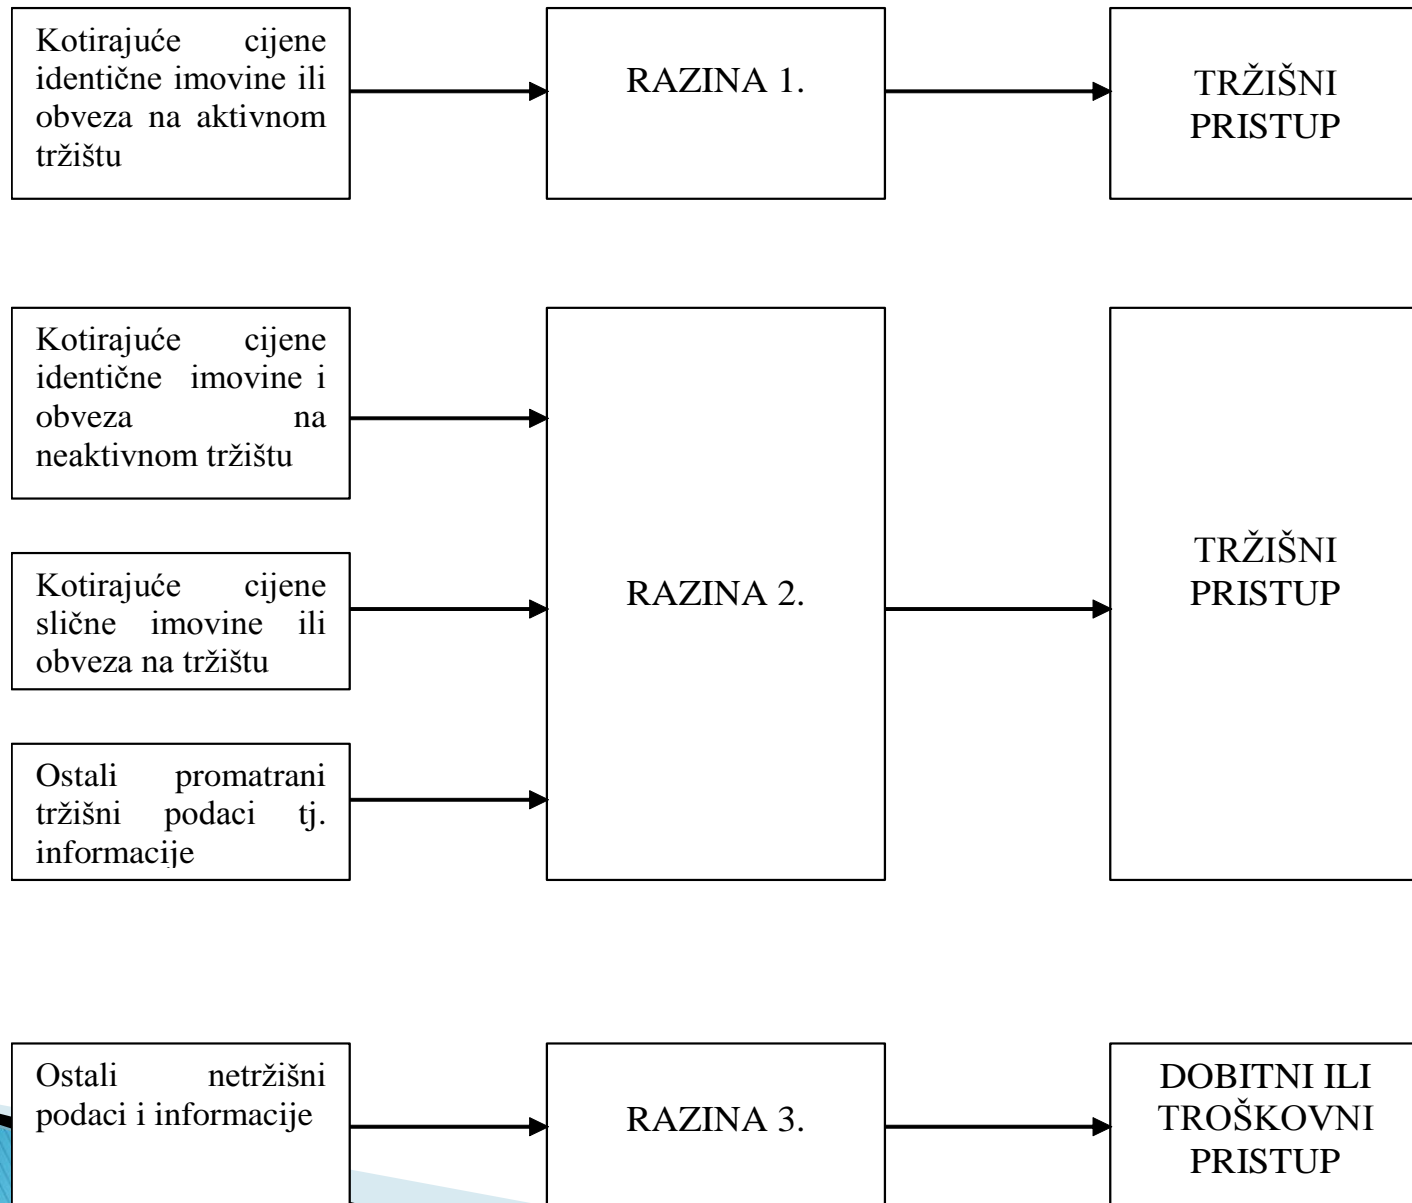 Kotirajuće cijene
identične imovine ili
obveza na aktivnom
tržištu
RAZINA 1.
TRŽIŠNI
PRISTUP
Kotirajuće cijene
identične imovine i
obveza na
neaktivnom tržištu
Kotirajuće cijene
slične imovine ili
obveza na tržištu
Ostali promatrani
tržišni podaci tj.
informacije
RAZINA 2.
TRŽIŠNI
PRISTUP
Ostali netržišni
podaci i informacije
RAZINA 3.
DOBITNI ILI
TROŠKOVNI
PRISTUP